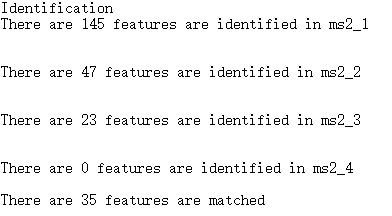 Identification
There are 145 features are identified in ms2_1
There are 47 features are identified in ms2_2
There are 23 features are identified in ms2_3
There are 0 features are identified in ms2_4
There are 35 features are matched